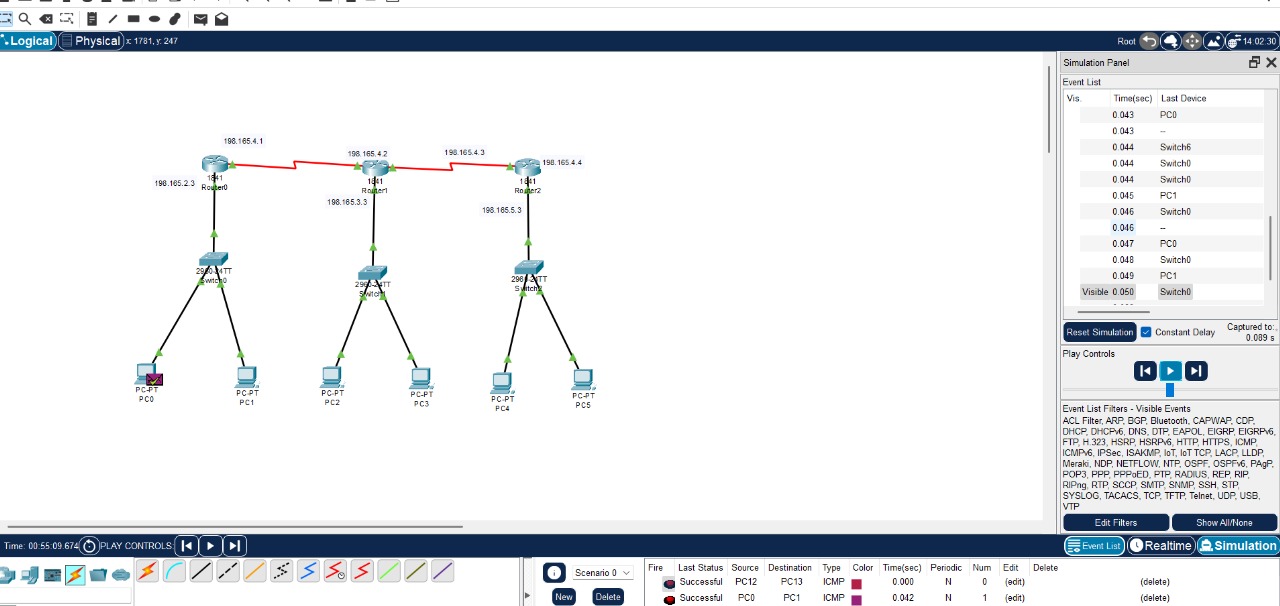 Logical Physical x: 1781, y: 247 Root 14:02:30
Simulation Panel
Event List
Vis. Time(sec) Last Device
0.043 PC0
0.043 --
0.044 Switch6
0.044 Switch0
0.044 Switch0
0.045 PC1
0.046 Switch0
0.046 --
0.047 PC0
0.048 Switch0
0.049 PC1
Visible 0.050 Switch0
Reset Simulation Constant Delay Captured to:
0.089 s
Play Controls
Event List Filters - Visible Events
ACL Filter, ARP, BGP, Bluetooth, CAPWAP, CDP,
DHCP, DHCPv6, DNS, DTP, EAPOL, EIGRP, EIGRPv6,
FTP, H.323, HSRP, HSRPv6, HTTP, HTTPS, ICMP,
ICMPv6, IPSec, ISAKMP, IoT, IoT TCP, LACP, LLDP,
Meraki, NDP, NETFLOW, NTP, OSPF, OSPFv6, PAgP,
POP3, PPP, PPPoED, PTP, RADIUS, REP, RIP,
RIPng, RTP, SCCP, SMTP, SNMP, SSH, STP,
SYSLOG, TACACS, TCP, TFTP, Telnet, UDP, USB,
VTP
Edit Filters Show All/None
Event List Realtime Simulation
198.165.4.1
198.165.4.2
198.165.4.3
198.165.4.4
1841
Router0
1841
Router1
1841
Router2
198.165.2.3
198.165.3.3
198.165.5.3
2960-24TT
Switch0
2960-24TT
Switch1
2960-24TT
Switch2
PC-PT
PC0
PC-PT
PC1
PC-PT
PC2
PC-PT
PC3
PC-PT
PC4
PC-PT
PC5
Time: 00:55:09.674 PLAY CONTROLS:
Scenario 0
New Delete
Fire Last Status Source Destination Type Color Time(sec) Periodic Num Edit Delete
Successful PC12 PC13 ICMP 0.000 N 0 (edit) (delete)
Successful PC0 PC1 ICMP 0.042 N 1 (edit) (delete)